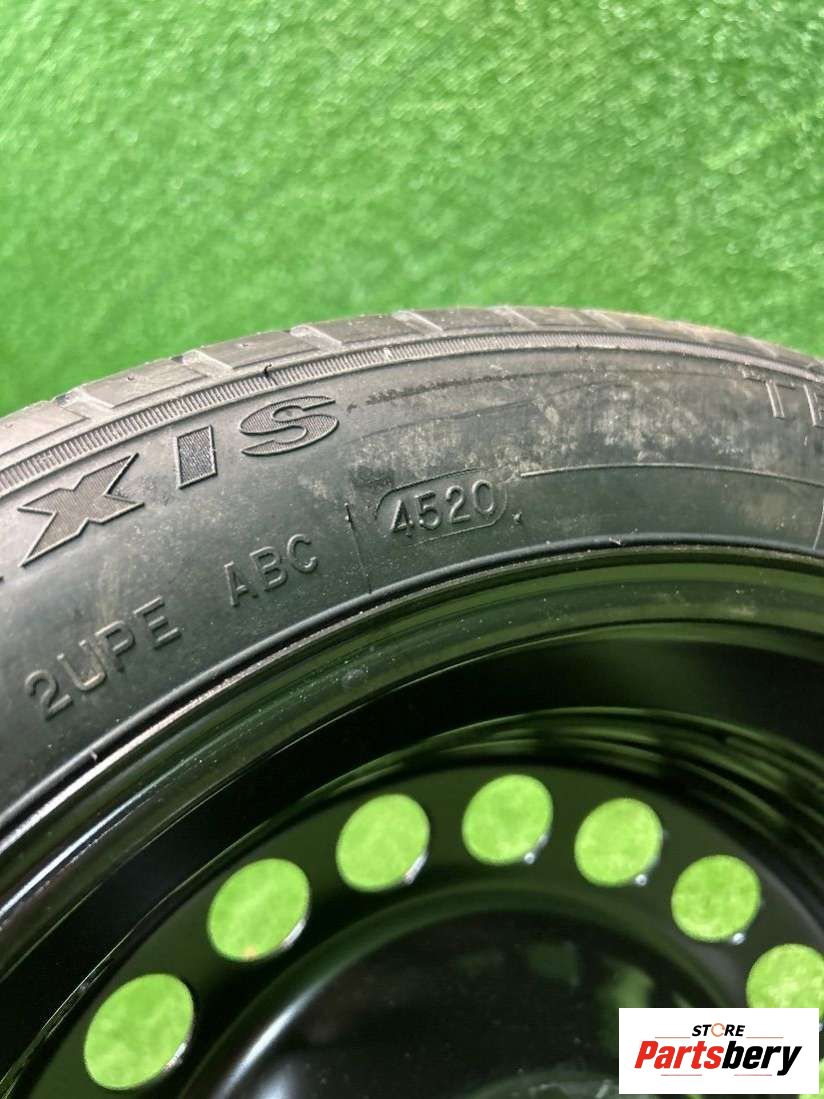 XIS
2UPE ABC 4520
STORE
Partsbery